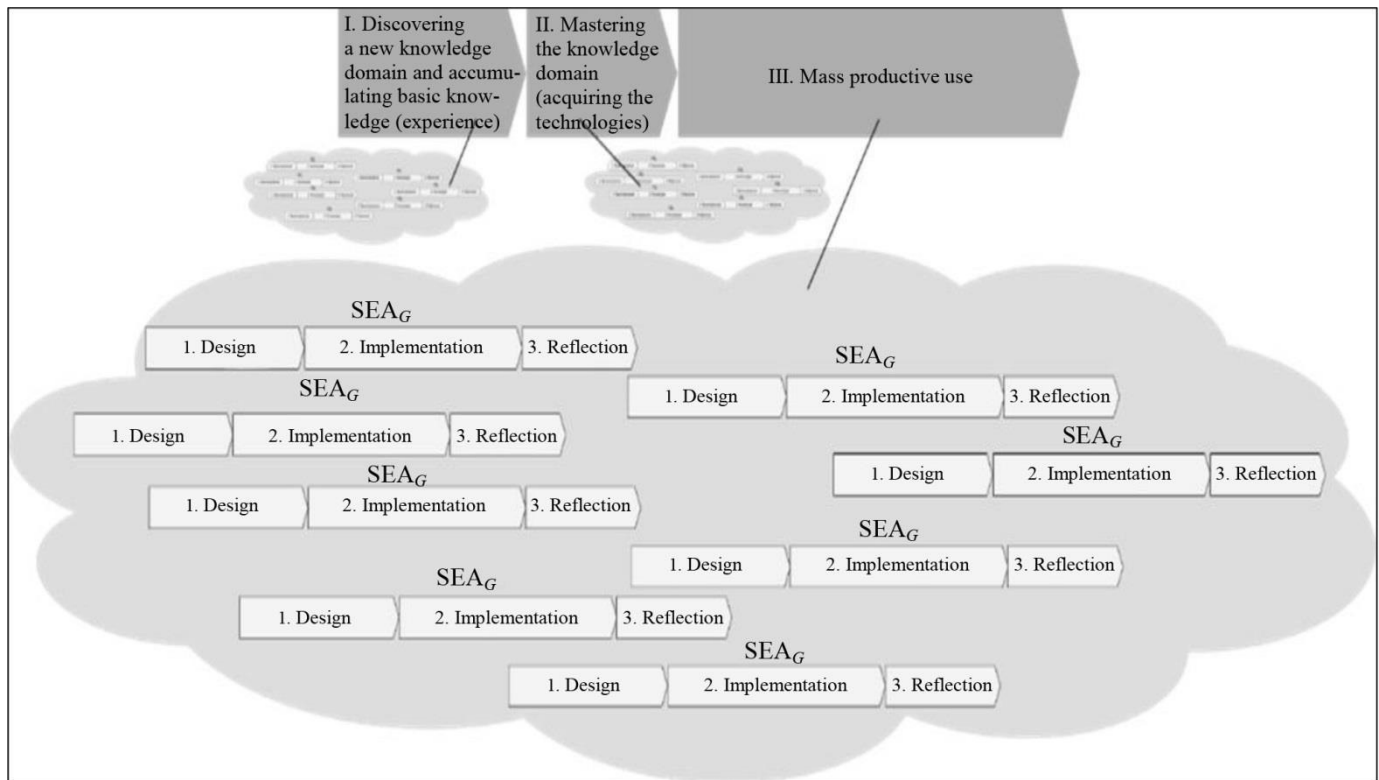 I. Discovering
a new knowledge
domain and accumu-
lating basic know-
ledge (experience)
II. Mastering
the knowledge
domain
(acquiring the
technologies)
III. Mass productive use
SEA_G
1. Design 2. Implementation 3. Reflection
SEA_G
1. Design 2. Implementation 3. Reflection
SEA_G
1. Design 2. Implementation 3. Reflection
SEA_G
1. Design 2. Implementation 3. Reflection
SEA_G
1. Design 2. Implementation 3. Reflection
SEA_G
1. Design 2. Implementation 3. Reflection
SEA_G
1. Design 2. Implementation 3. Reflection
SEA_G
1. Design 2. Implementation 3. Reflection